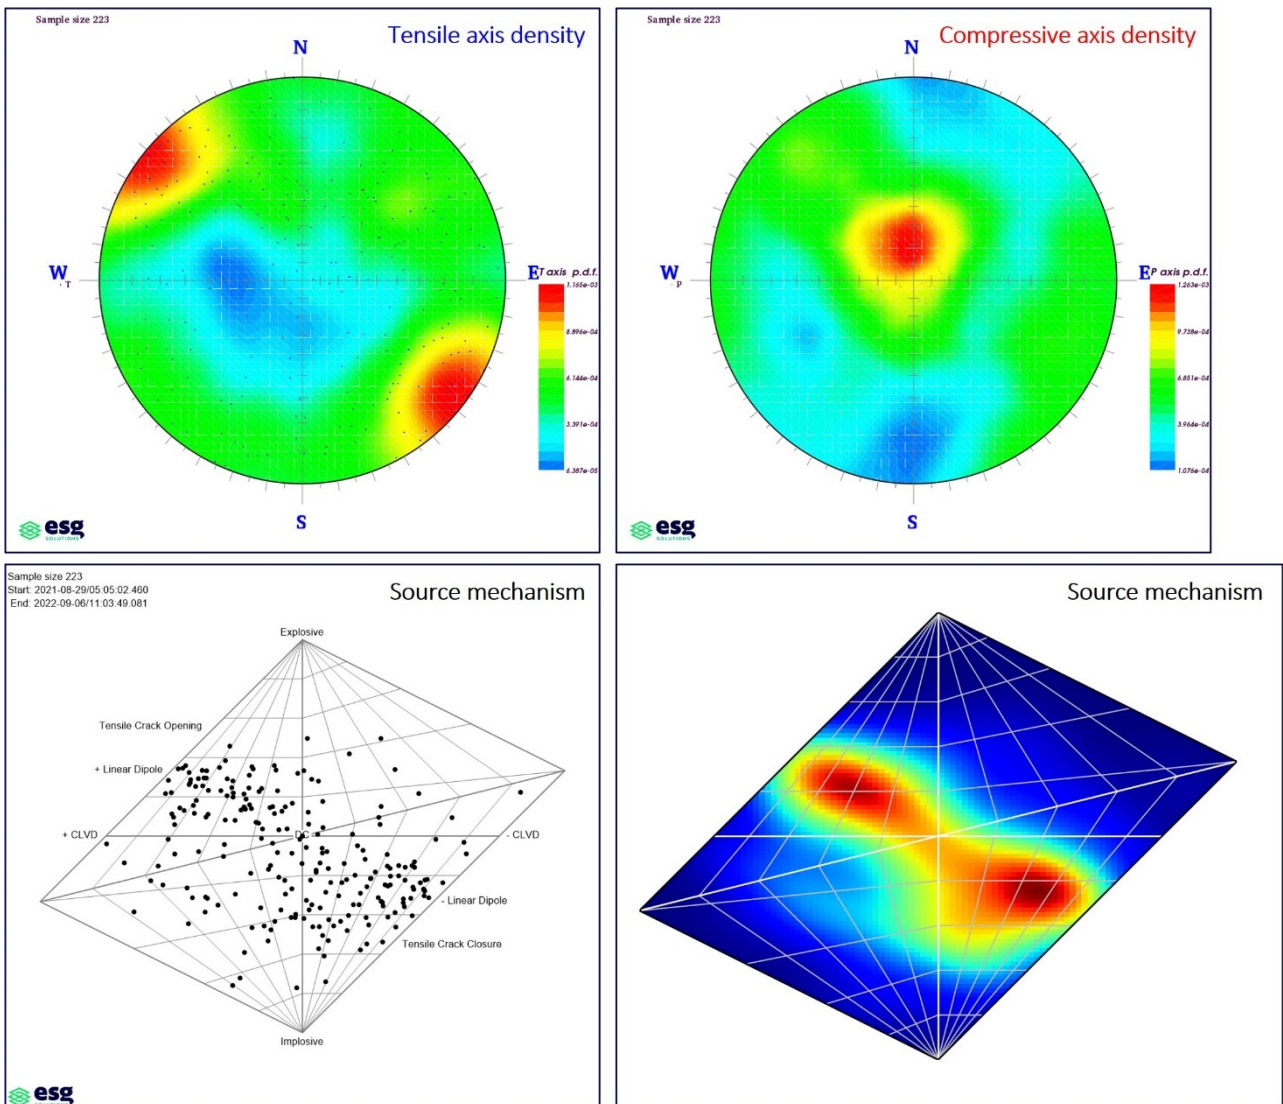 Sample size 223
Tensile axis density
N
W
. T
E
T axis p.d.f.
1.165e-03
8.896e-04
6.144e-04
3.391e-04
6.387e-05
S
esg
SOLUTIONS
Sample size 223
Compressive axis density
N
W
. P
E
P axis p.d.f.
1.263e-03
9.738e-04
6.851e-04
3.964e-04
1.076e-04
S
esg
SOLUTIONS
Sample size 223
Start: 2021-08-29/05:05:02.460
End: 2022-09-06/11:03:49.081
Source mechanism
Explosive
Tensile Crack Opening
+ Linear Dipole
+ CLVD
DC
- CLVD
- Linear Dipole
Tensile Crack Closure
Implosive
esg
Source mechanism